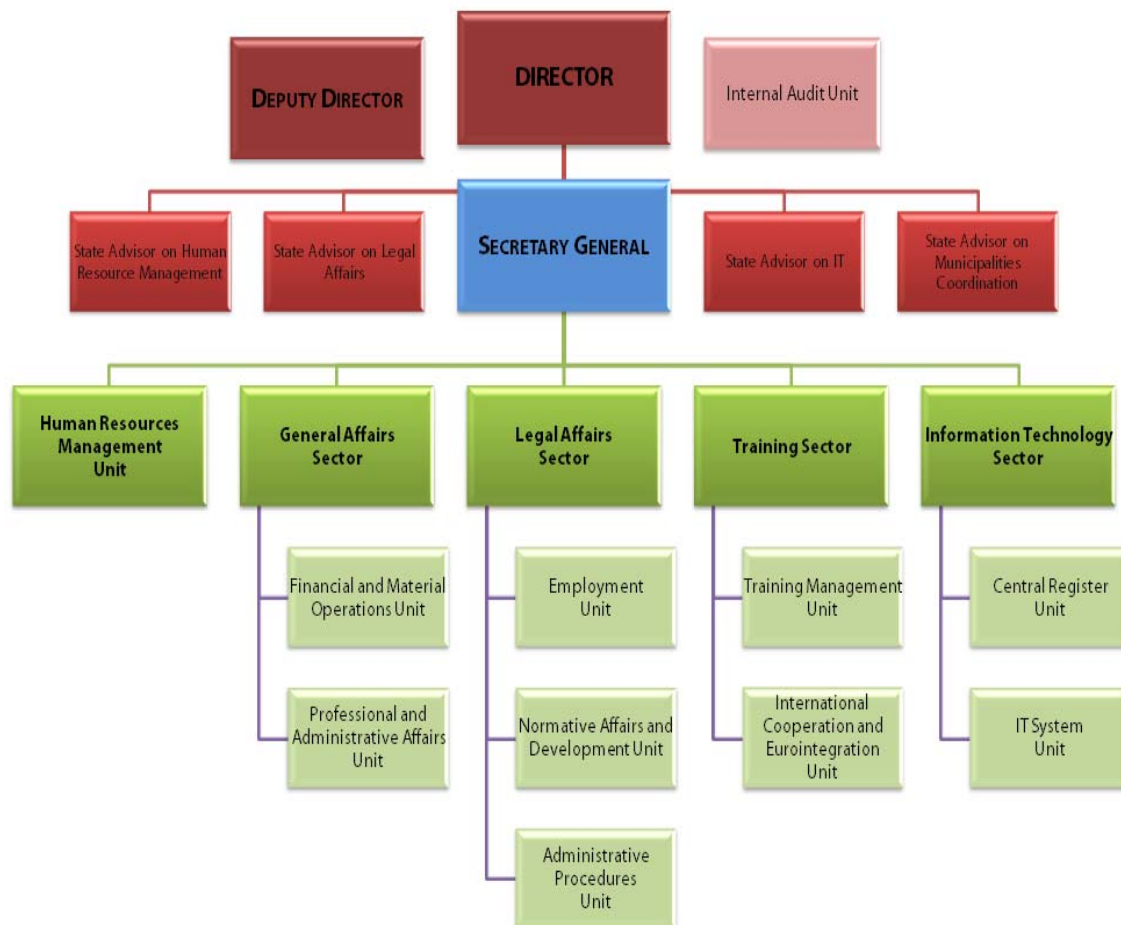 DIRECTOR
DEPUTY DIRECTOR
Internal Audit Unit
State Advisor on Human
Resource Management
State Advisor on Legal
Affairs
SECRETARY GENERAL
State Advisor on IT
State Advisor on
Municipalities
Coordination
Human Resources
Management
Unit
General Affairs
Sector
Legal Affairs
Sector
Training Sector
Information Technology
Sector
Financial and Material
Operations Unit
Employment
Unit
Training Management
Unit
Central Register
Unit
Professional and
Administrative Affairs
Unit
Normative Affairs and
Development Unit
International
Cooperation and
Eurointegration
Unit
IT System
Unit
Administrative
Procedures
Unit